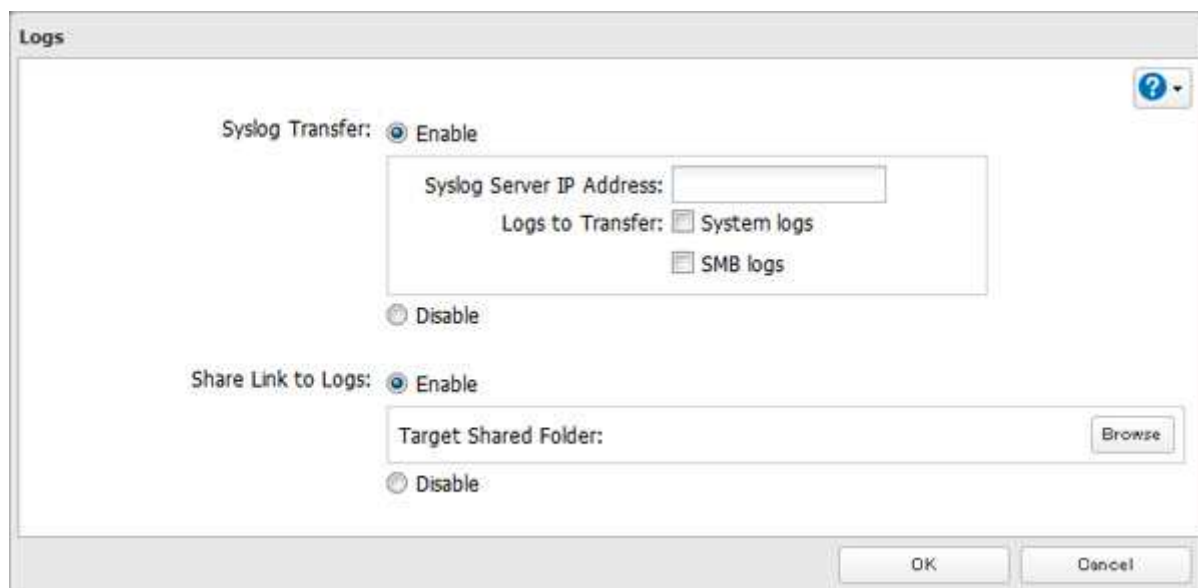 Logs
Syslog Transfer: Enable
Syslog Server IP Address:
Logs to Transfer: System logs
SMB logs
Disable
Share Link to Logs: Enable
Target Shared Folder: Browse
Disable
OK Cancel